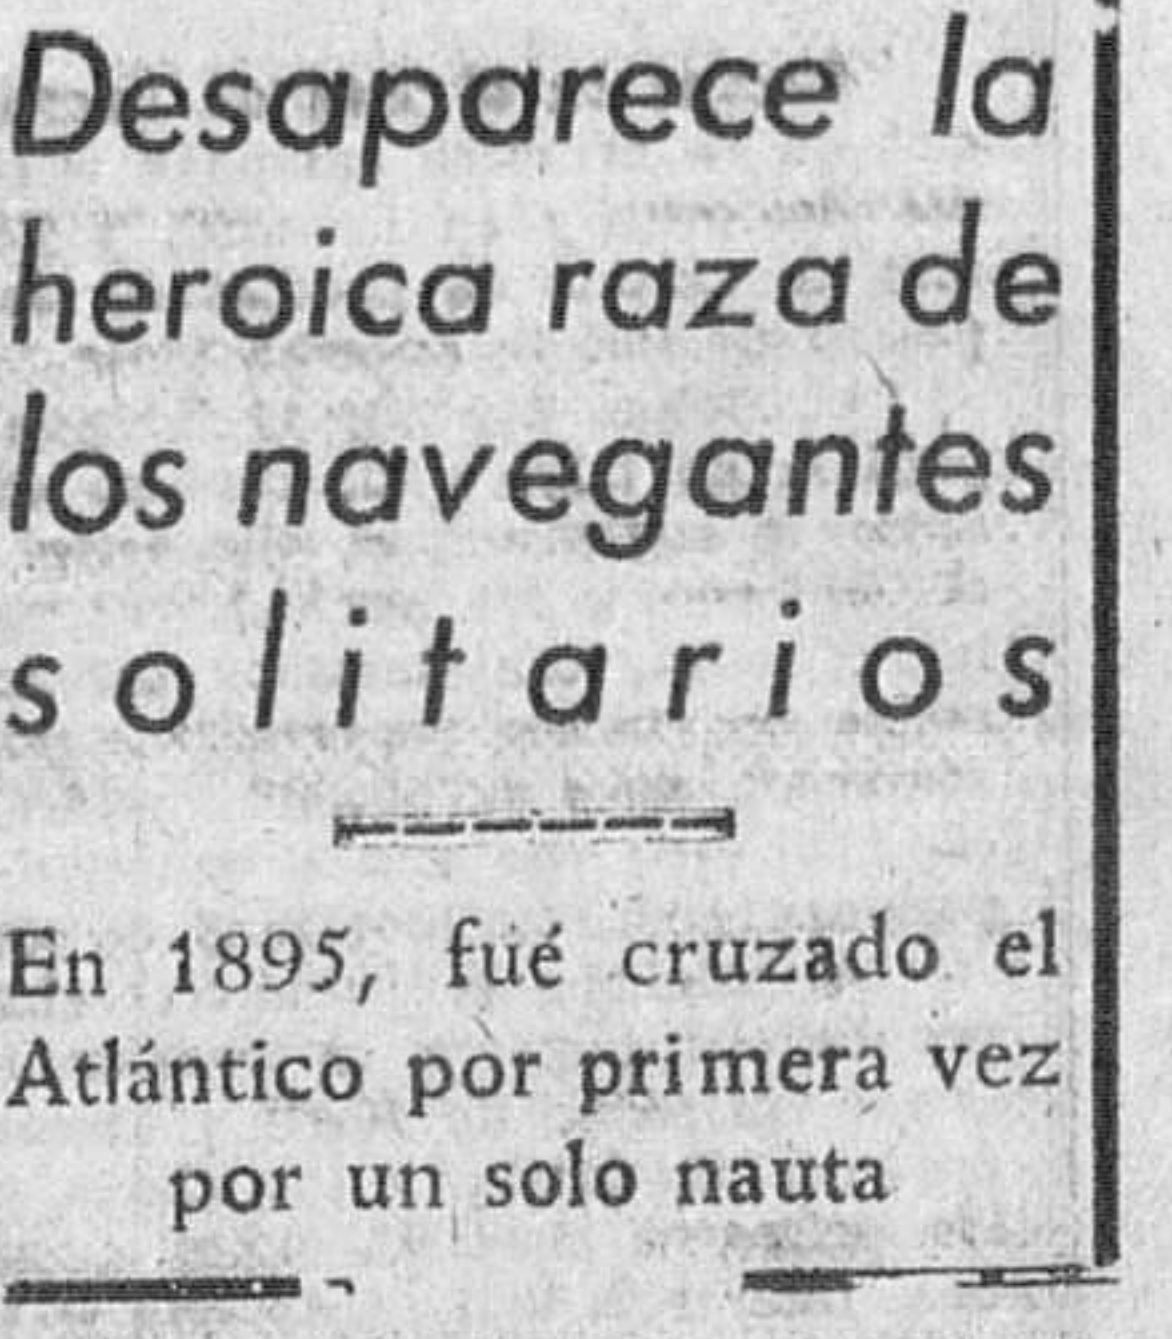 Desaparece la
heroica raza de
los navegantes
solitarios
En 1895, fué cruzado el
Atlántico por primera vez
por un solo nauta